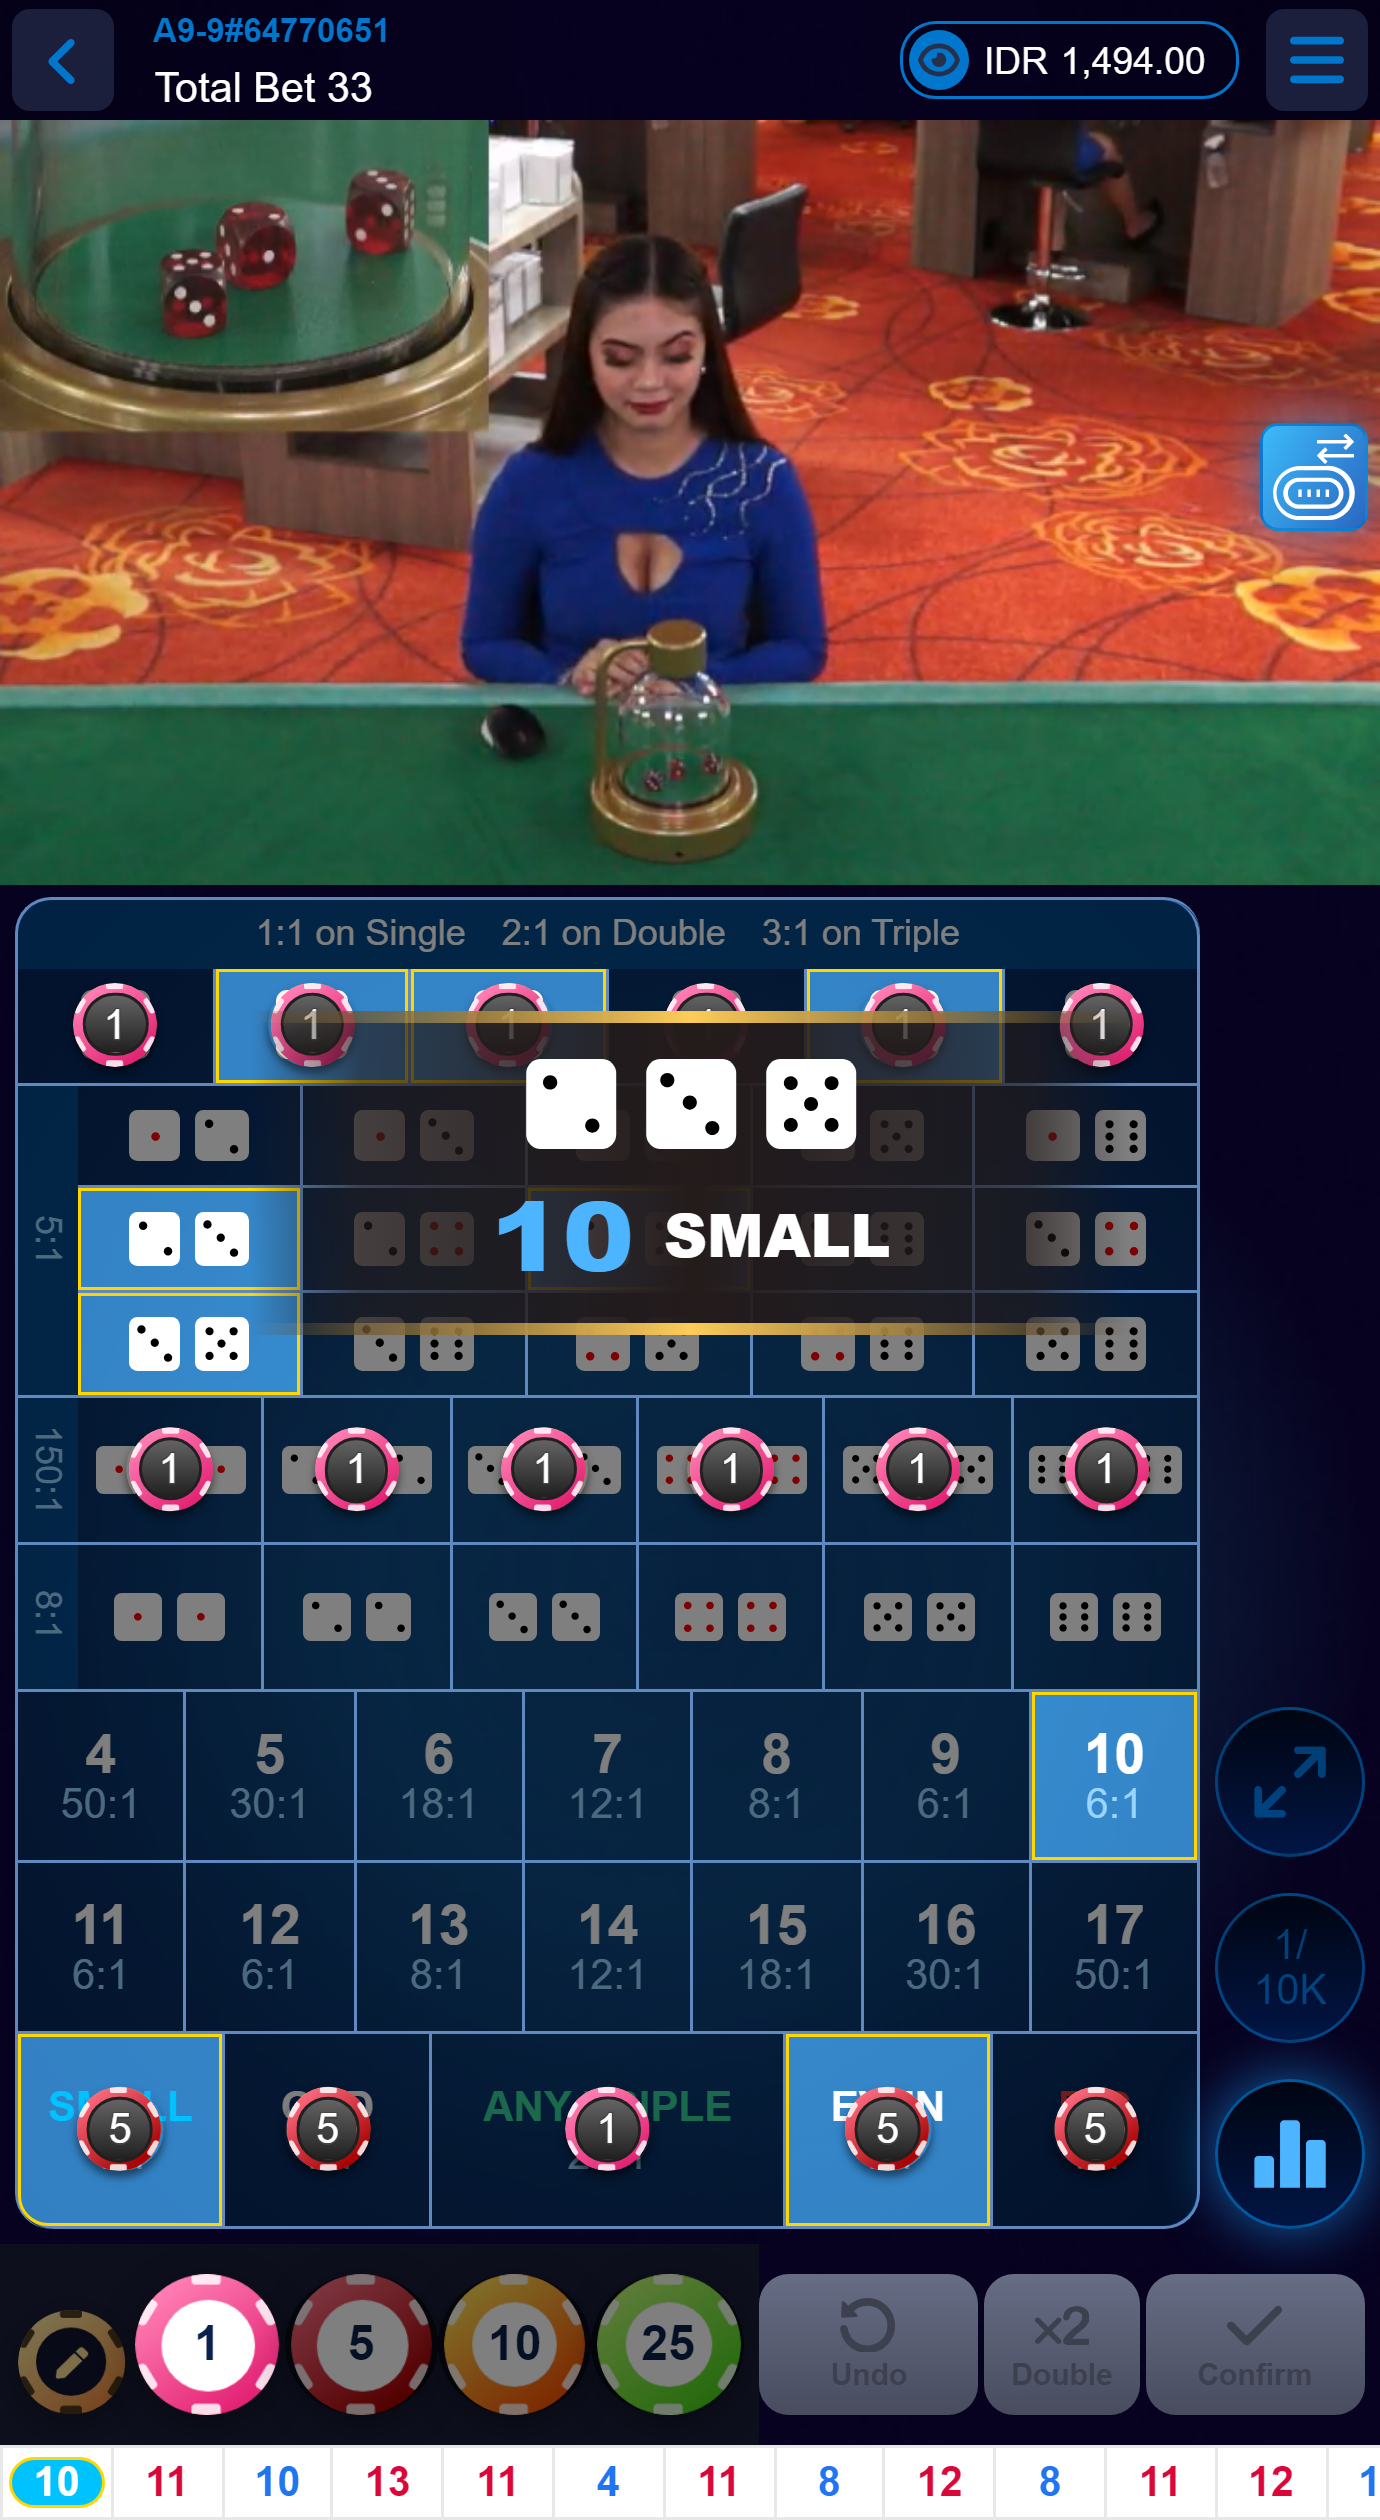 A9-9#64770651
Total Bet 33
IDR 1,494.00
1:1 on Single 2:1 on Double 3:1 on Triple
1 1 1 1 1 1
5:1
10 SMALL
150:1
1 1 1 1 1 1
8:1
4 5 6 7 8 9 10
50:1 30:1 18:1 12:1 8:1 6:1 6:1
11 12 13 14 15 16 17
6:1 6:1 8:1 12:1 18:1 30:1 50:1
1/
10K
ANY
5 5 1 5 5
1 5 10 25
Undo
x2
Double
Confirm
10 11 10 13 11 4 11 8 12 8 11 12